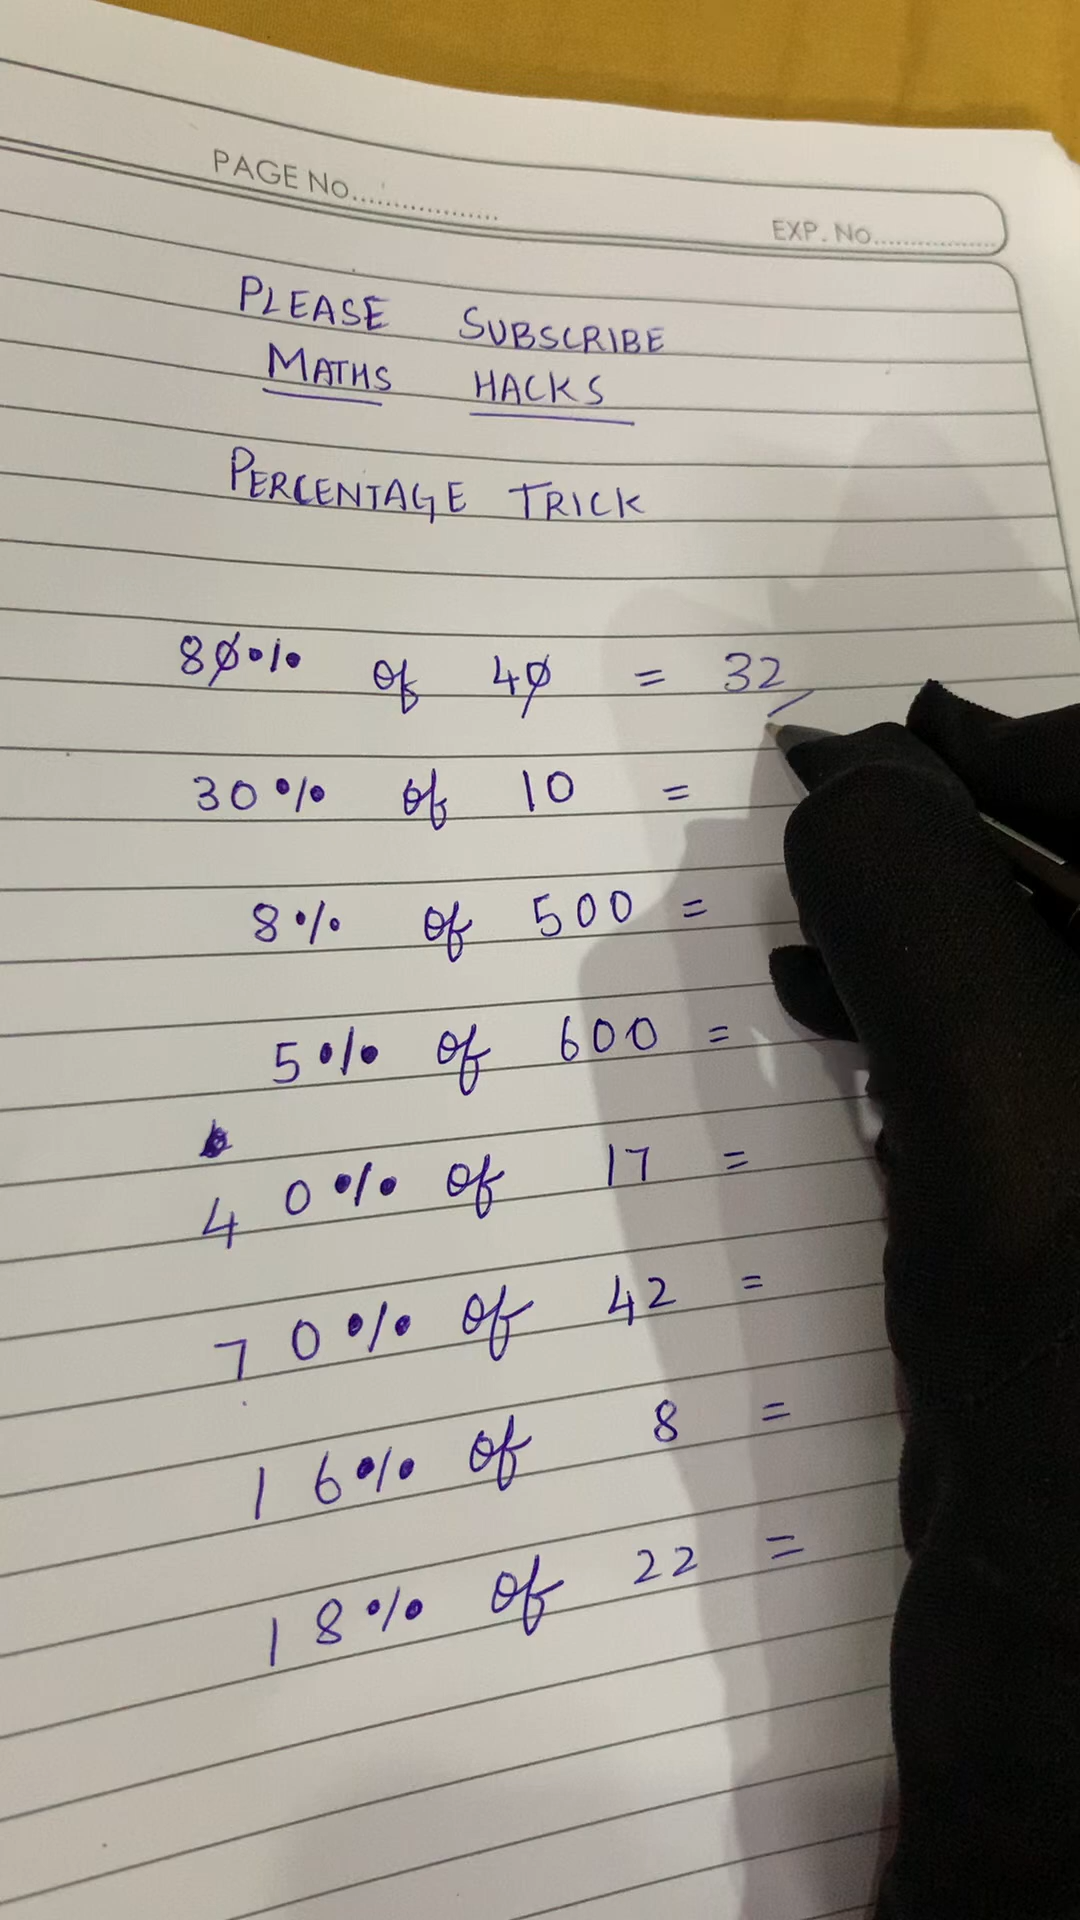 PAGE No..................
EXP. No..................
PLEASE SUBSCRIBE
MATHS HACKS
PERCENTAGE TRICK
80% of 40 = 32
30% of 10 =
8% of 500 =
5% of 600 =
40% of 17 =
70% of 42 =
16% of 8 =
18% of 22 =